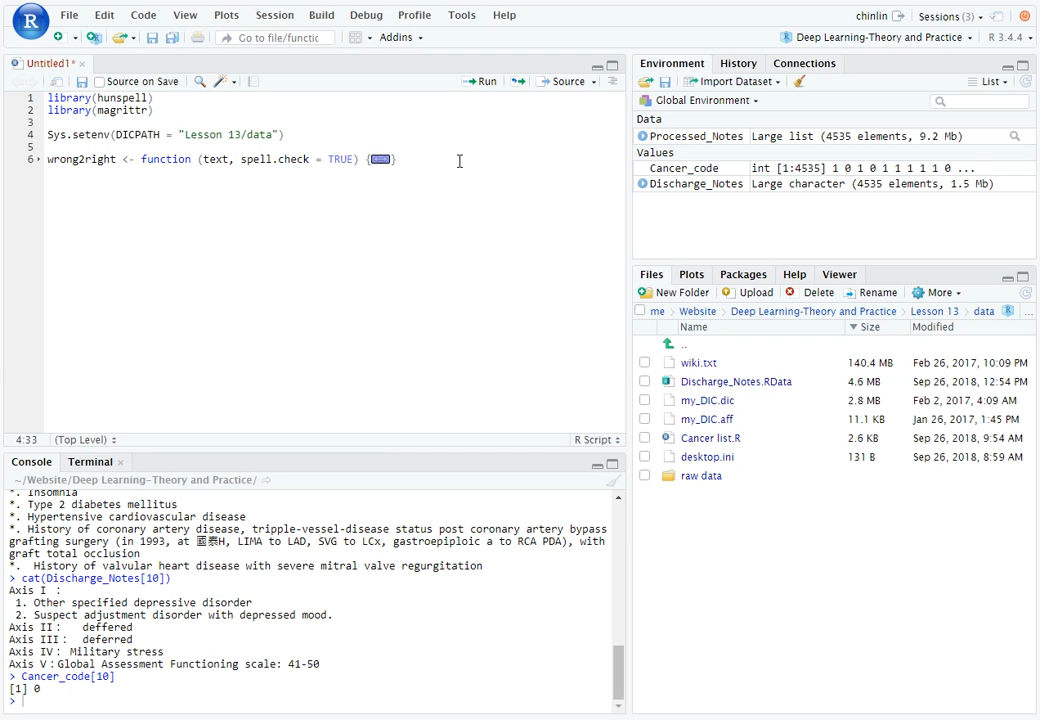 File Edit Code View Plots Session Build Debug Profile Tools Help chinlin Sessions (3)
Go to file/functic Addins Deep Learning-Theory and Practice R 3.4.4
Untitled1*
Source on Save Run Source
1 library(hunspell)
2 library(magrittr)
3
4 Sys.setenv(DICPATH = "Lesson 13/data")
5
6 wrong2right <- function (text, spell.check = TRUE) {}
4:33 (Top Level) R Script
Console Terminal
~/Website/Deep Learning-Theory and Practice/
*. Insomnia
*. Type 2 diabetes mellitus
*. Hypertensive cardiovascular disease
*. History of coronary artery disease, tripple-vessel-disease status post coronary artery bypass
grafting surgery (in 1993, at 國泰H, LIMA to LAD, SVG to LCx, gastroepiploic a to RCA PDA), with
graft total occlusion
*. History of valvular heart disease with severe mitral valve regurgitation
> cat(Discharge_Notes[10])
Axis I :
1. Other specified depressive disorder
2. Suspect adjustment disorder with depressed mood.
Axis II: deffered
Axis III: deferred
Axis IV: Military stress
Axis V:Global Assessment Functioning scale: 41-50
> Cancer_code[10]
[1] 0
>
Environment History Connections
Import Dataset List
Global Environment
Data
Processed_Notes Large list (4535 elements, 9.2 Mb)
Values
Cancer_code int [1:4535] 1 0 1 0 1 1 1 1 1 0 ...
Discharge_Notes Large character (4535 elements, 1.5 Mb)
Files Plots Packages Help Viewer
New Folder Upload Delete Rename More
me Website Deep Learning-Theory and Practice Lesson 13 data ...
Name Size Modified
..
wiki.txt 140.4 MB Feb 26, 2017, 10:09 PM
Discharge_Notes.RData 4.6 MB Sep 26, 2018, 12:54 PM
my_DIC.dic 2.8 MB Feb 2, 2017, 4:09 AM
my_DIC.aff 11.1 KB Jan 26, 2017, 1:45 PM
Cancer list.R 2.6 KB Sep 26, 2018, 9:54 AM
desktop.ini 131 B Sep 26, 2018, 8:59 AM
raw data